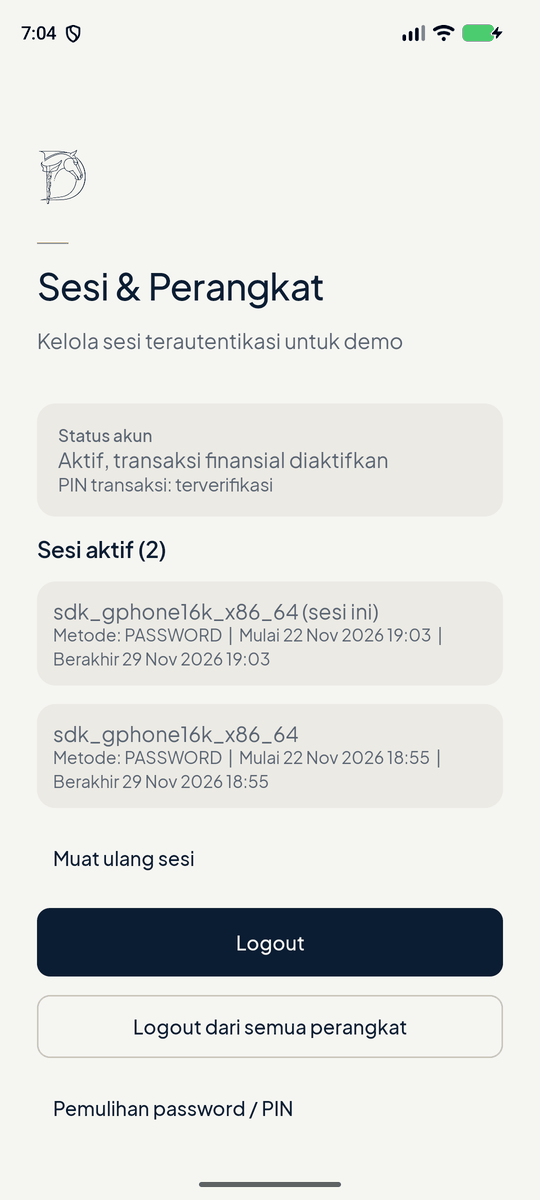 7:04
Sesi & Perangkat
Kelola sesi terautentikasi untuk demo
Status akun
Aktif, transaksi finansial diaktifkan
PIN transaksi: terverifikasi
Sesi aktif (2)
sdk_gphone16k_x86_64 (sesi ini)
Metode: PASSWORD | Mulai 22 Nov 2026 19:03 |
Berakhir 29 Nov 2026 19:03
sdk_gphone16k_x86_64
Metode: PASSWORD | Mulai 22 Nov 2026 18:55 |
Berakhir 29 Nov 2026 18:55
Muat ulang sesi
Logout
Logout dari semua perangkat
Pemulihan password / PIN